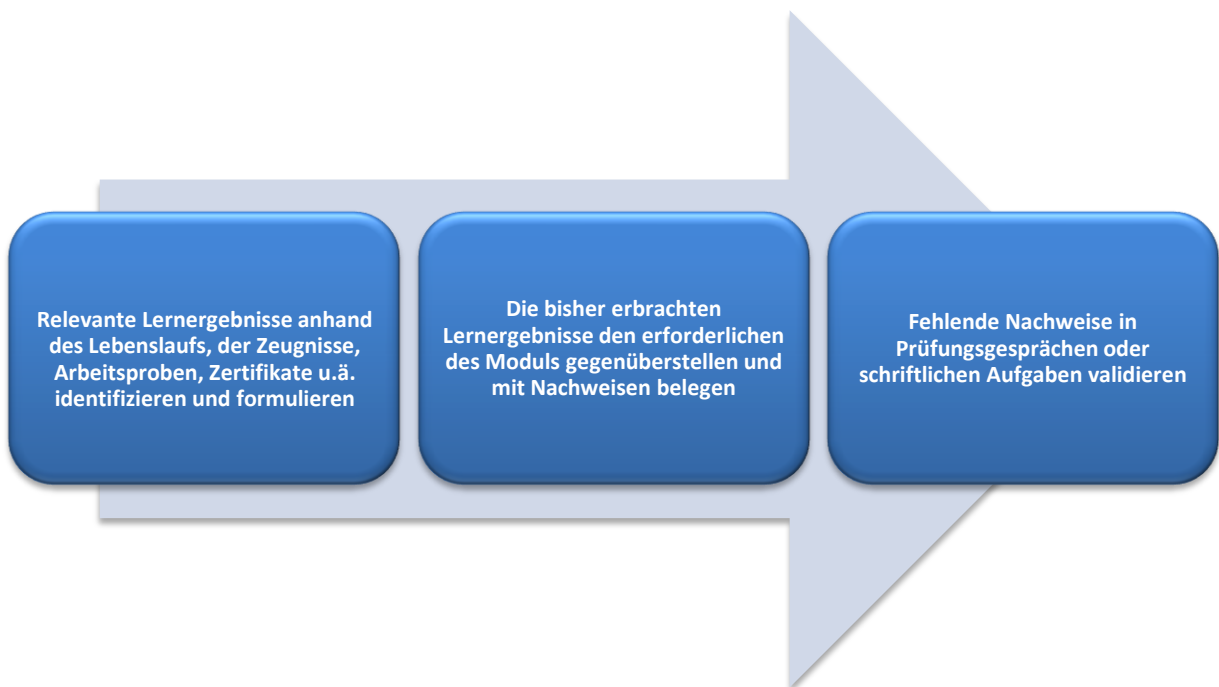 Relevante Lernergebnisse anhand
des Lebenslaufs, der Zeugnisse,
Arbeitsproben, Zertifikate u.ä.
identifizieren und formulieren
Die bisher erbrachten
Lernergebnisse den erforderlichen
des Moduls gegenüberstellen und
mit Nachweisen belegen
Fehlende Nachweise in
Prüfungsgesprächen oder
schriftlichen Aufgaben validieren